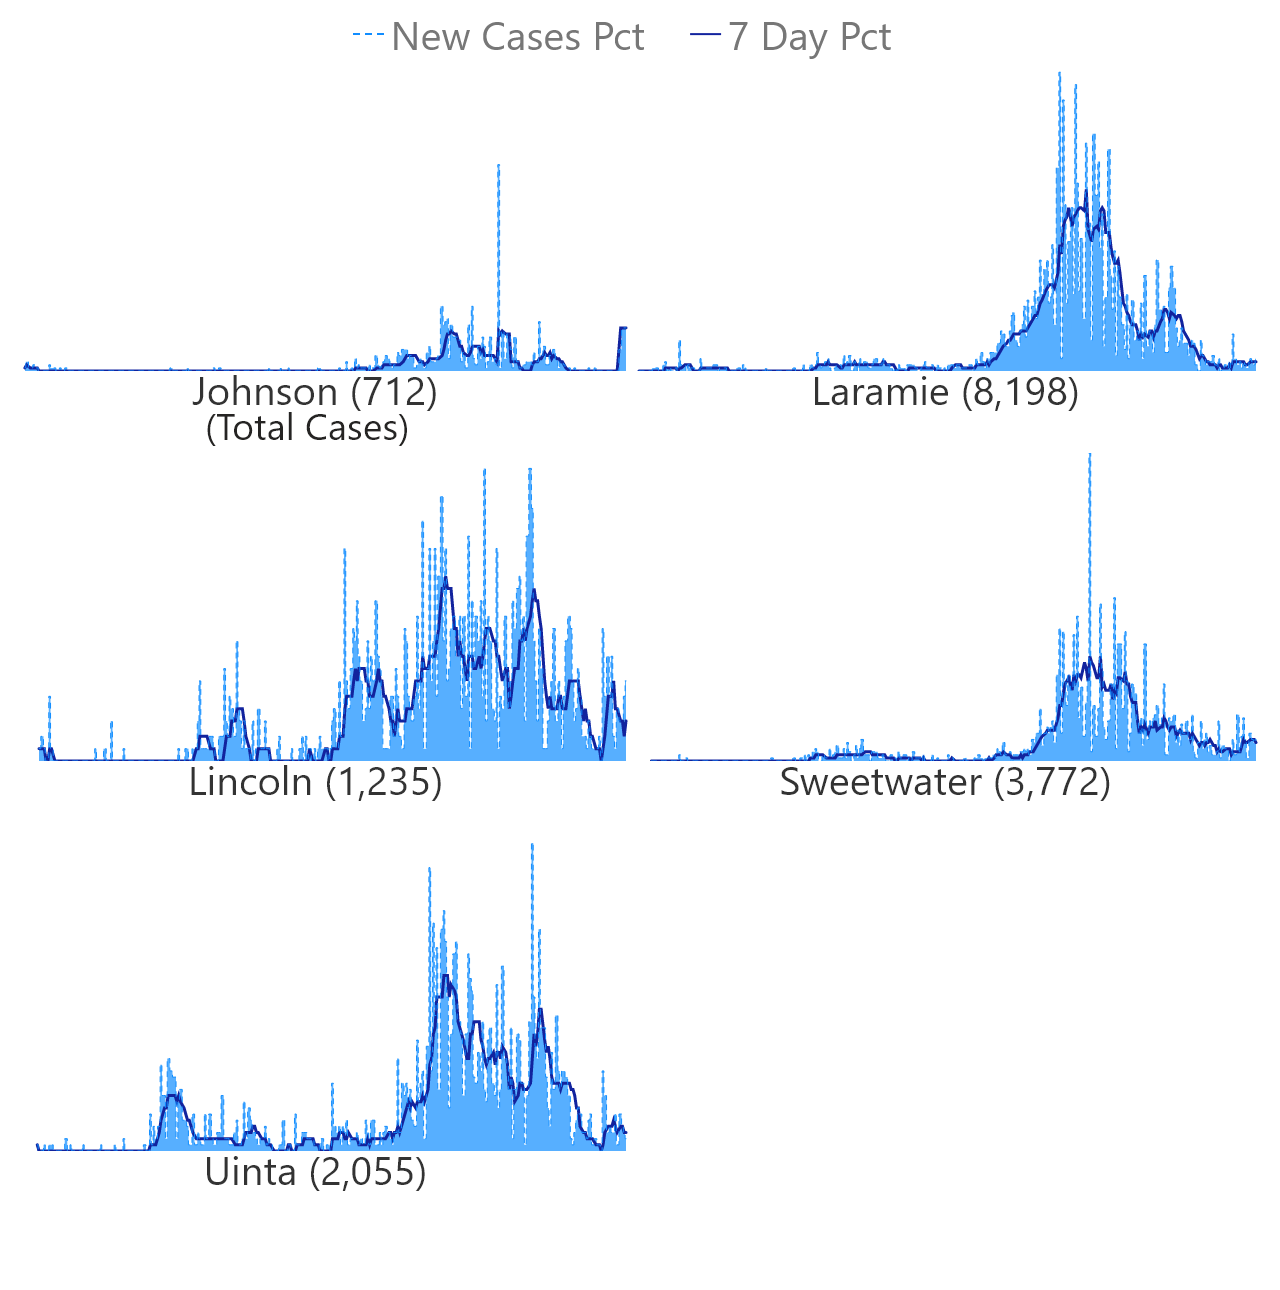 New Cases Pct 7 Day Pct
Johnson (712) Laramie (8,198)
(Total Cases)
Lincoln (1,235) Sweetwater (3,772)
Uinta (2,055)